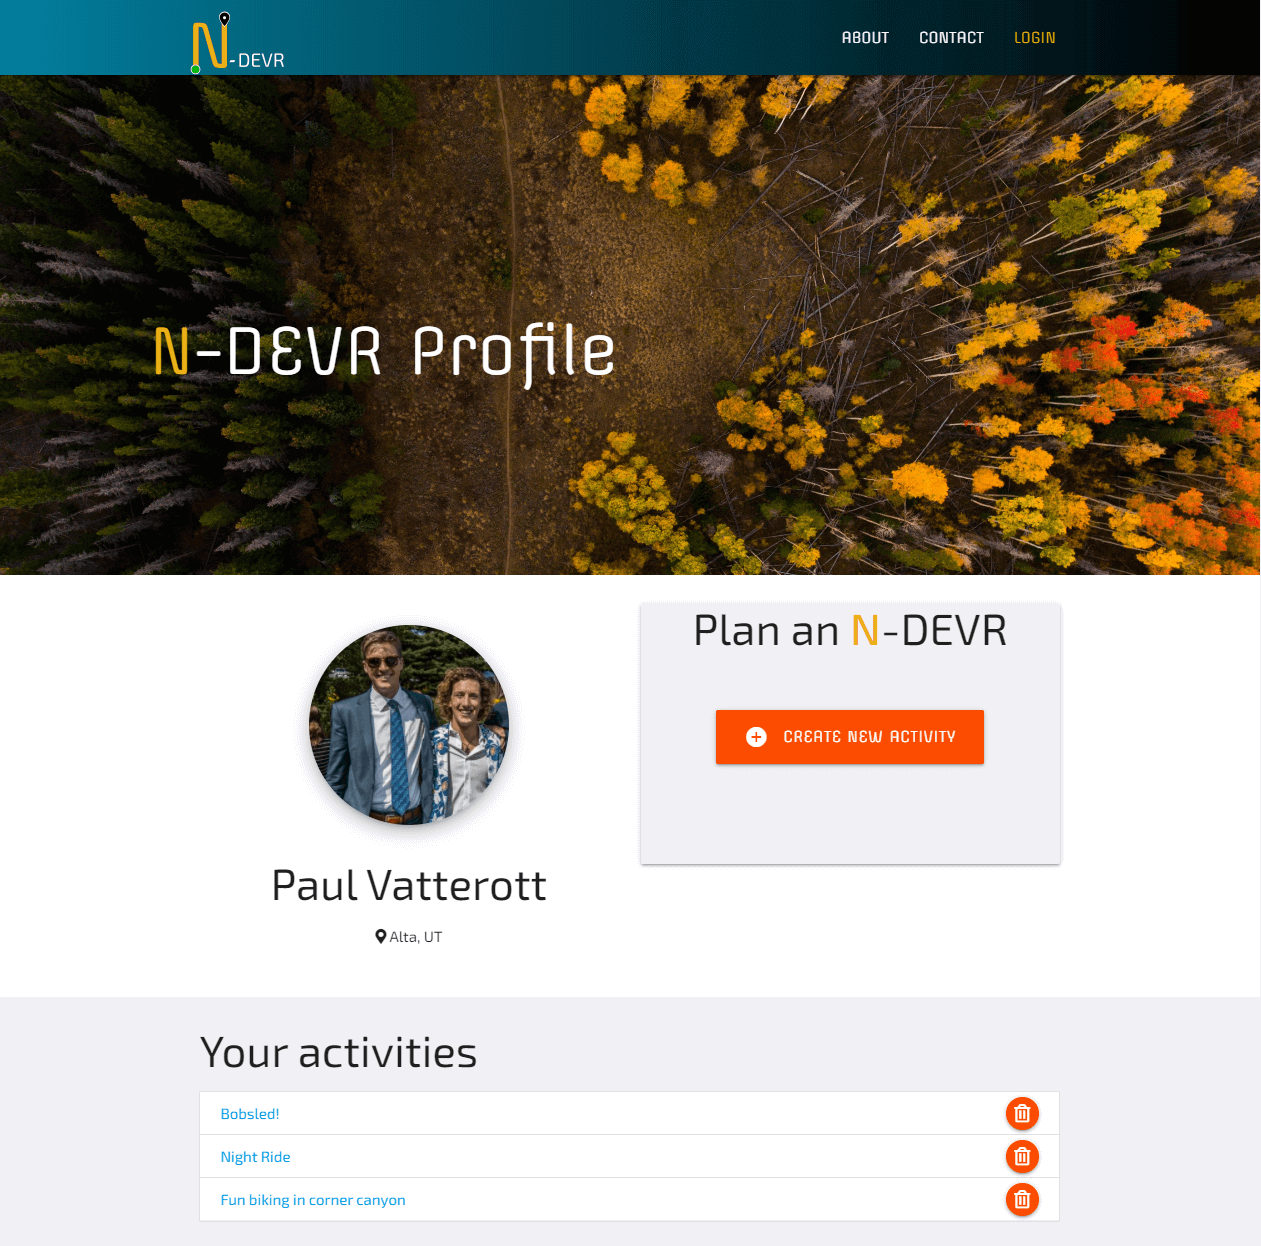 N-DEVR
ABOUT CONTACT LOGIN
N-DEVR Profile
Plan an N-DEVR
CREATE NEW ACTIVITY
Paul Vatterott
Alta, UT
Your activities
Bobsled!
Night Ride
Fun biking in corner canyon